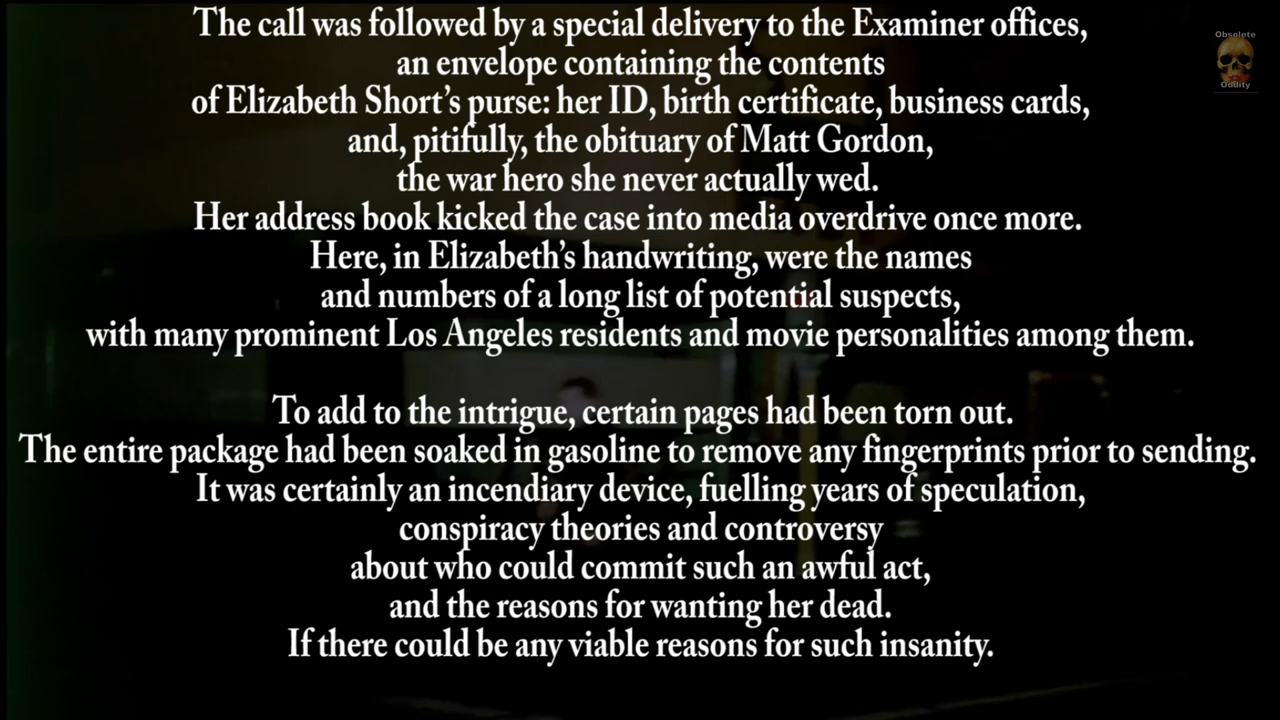 The call was followed by a special delivery to the Examiner offices,
an envelope containing the contents
of Elizabeth Short's purse: her ID, birth certificate, business cards,
and, pitifully, the obituary of Matt Gordon,
the war hero she never actually wed.
Her address book kicked the case into media overdrive once more.
Here, in Elizabeth's handwriting, were the names
and numbers of a long list of potential suspects,
with many prominent Los Angeles residents and movie personalities among them.
To add to the intrigue, certain pages had been torn out.
The entire package had been soaked in gasoline to remove any fingerprints prior to sending.
It was certainly an incendiary device, fuelling years of speculation,
conspiracy theories and controversy
about who could commit such an awful act,
and the reasons for wanting her dead.
If there could be any viable reasons for such insanity.
Obsolete
Oddity